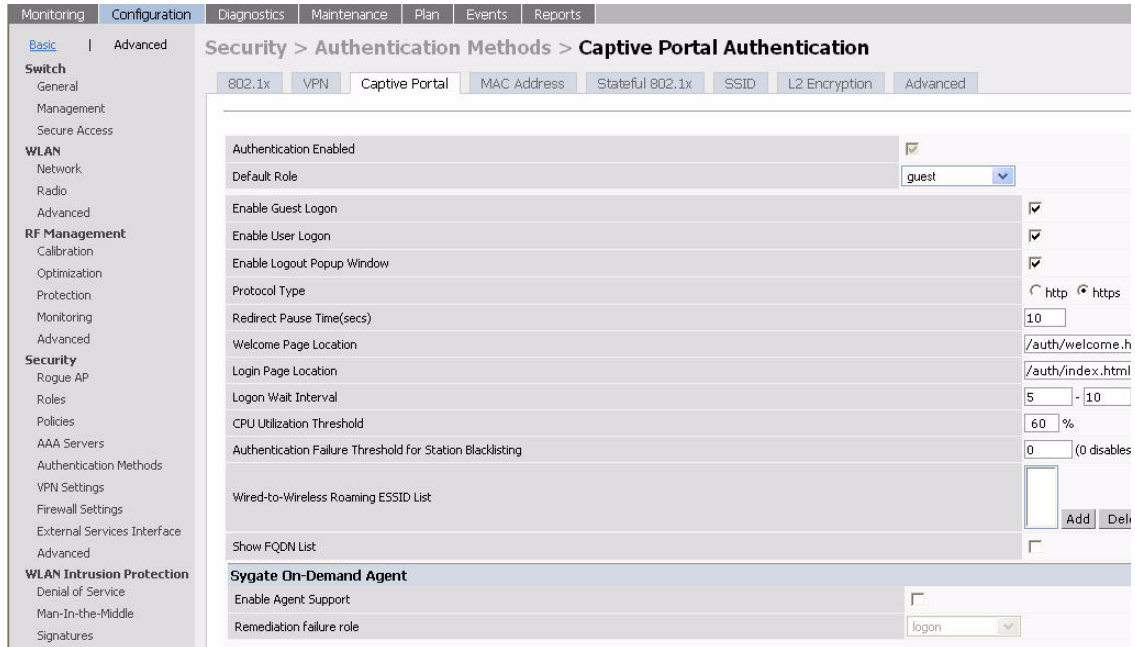 Monitoring Configuration Diagnostics Maintenance Plan Events Reports
Basic | Advanced
Switch
General
Management
Secure Access
WLAN
Network
Radio
Advanced
RF Management
Calibration
Optimization
Protection
Monitoring
Advanced
Security
Rogue AP
Roles
Policies
AAA Servers
Authentication Methods
VPN Settings
Firewall Settings
External Services Interface
Advanced
WLAN Intrusion Protection
Denial of Service
Man-In-the-Middle
Signatures
Security > Authentication Methods > Captive Portal Authentication
802.1x VPN Captive Portal MAC Address Stateful 802.1x SSID L2 Encryption Advanced
Authentication Enabled
Default Role guest
Enable Guest Logon
Enable User Logon
Enable Logout Popup Window
Protocol Type http https
Redirect Pause Time(secs) 10
Welcome Page Location /auth/welcome.h
Login Page Location /auth/index.html
Logon Wait Interval 5 - 10
CPU Utilization Threshold 60 %
Authentication Failure Threshold for Station Blacklisting 0 (0 disables
Wired-to-Wireless Roaming ESSID List
Add Dele
Show FQDN List
Sygate On-Demand Agent
Enable Agent Support
Remediation failure role logon